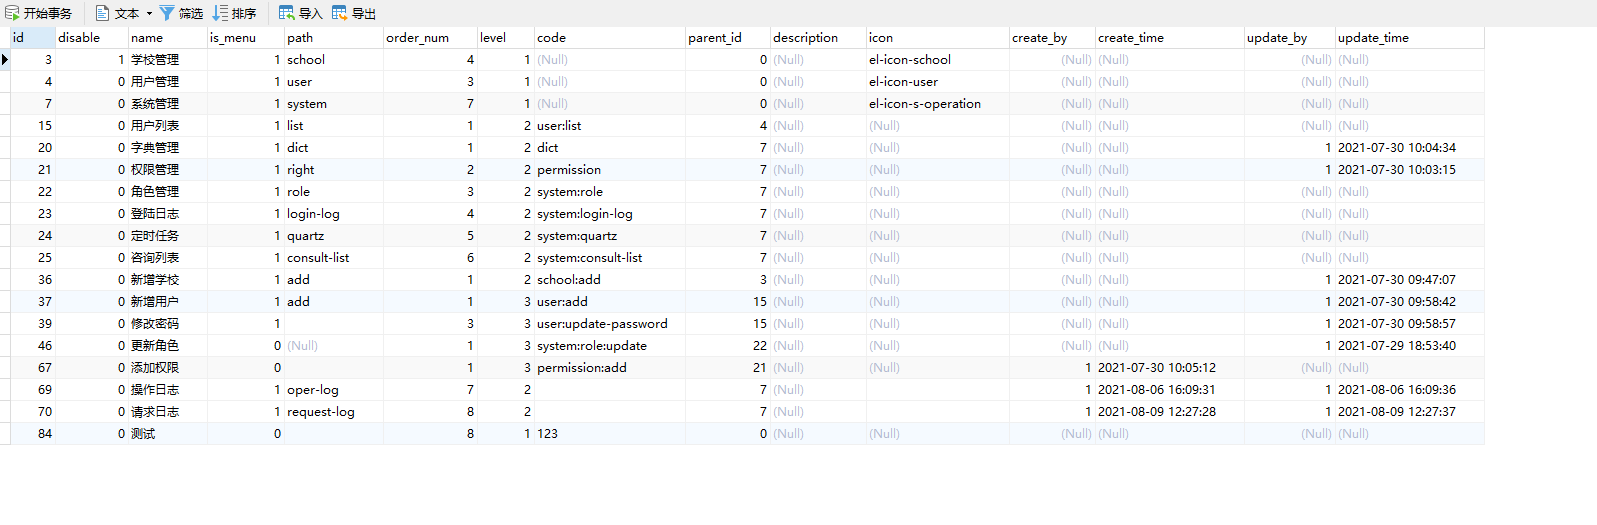 开始事务 文本 筛选 排序 导入 导出
id disable name is_menu path order_num level code parent_id description icon create_by create_time update_by update_time
3 1 学校管理 1 school 4 1 (Null) 0 (Null) el-icon-school (Null) (Null) (Null) (Null)
4 0 用户管理 1 user 3 1 (Null) 0 (Null) el-icon-user (Null) (Null) (Null) (Null)
7 0 系统管理 1 system 7 1 (Null) 0 (Null) el-icon-s-operation (Null) (Null) (Null) (Null)
15 0 用户列表 1 list 1 2 user:list 4 (Null) (Null) (Null) (Null) (Null) (Null)
20 0 字典管理 1 dict 1 2 dict 7 (Null) (Null) (Null) (Null) 1 2021-07-30 10:04:34
21 0 权限管理 1 right 2 2 permission 7 (Null) (Null) (Null) (Null) 1 2021-07-30 10:03:15
22 0 角色管理 1 role 3 2 system:role 7 (Null) (Null) (Null) (Null) (Null) (Null)
23 0 登陆日志 1 login-log 4 2 system:login-log 7 (Null) (Null) (Null) (Null) (Null) (Null)
24 0 定时任务 1 quartz 5 2 system:quartz 7 (Null) (Null) (Null) (Null) (Null) (Null)
25 0 咨询列表 1 consult-list 6 2 system:consult-list 7 (Null) (Null) (Null) (Null) (Null) (Null)
36 0 新增学校 1 add 1 2 school:add 3 (Null) (Null) (Null) (Null) 1 2021-07-30 09:47:07
37 0 新增用户 1 add 1 3 user:add 15 (Null) (Null) (Null) (Null) 1 2021-07-30 09:58:42
39 0 修改密码 1 3 3 user:update-password 15 (Null) (Null) (Null) (Null) 1 2021-07-30 09:58:57
46 0 更新角色 0 (Null) 1 3 system:role:update 22 (Null) (Null) (Null) (Null) 1 2021-07-29 18:53:40
67 0 添加权限 0 1 3 permission:add 21 (Null) (Null) 1 2021-07-30 10:05:12 (Null) (Null)
69 0 操作日志 1 oper-log 7 2 7 (Null) 1 2021-08-06 16:09:31 1 2021-08-06 16:09:36
70 0 请求日志 1 request-log 8 2 7 (Null) 1 2021-08-09 12:27:28 1 2021-08-09 12:27:37
84 0 测试 0 8 1 123 0 (Null) (Null) (Null) (Null) (Null) (Null)